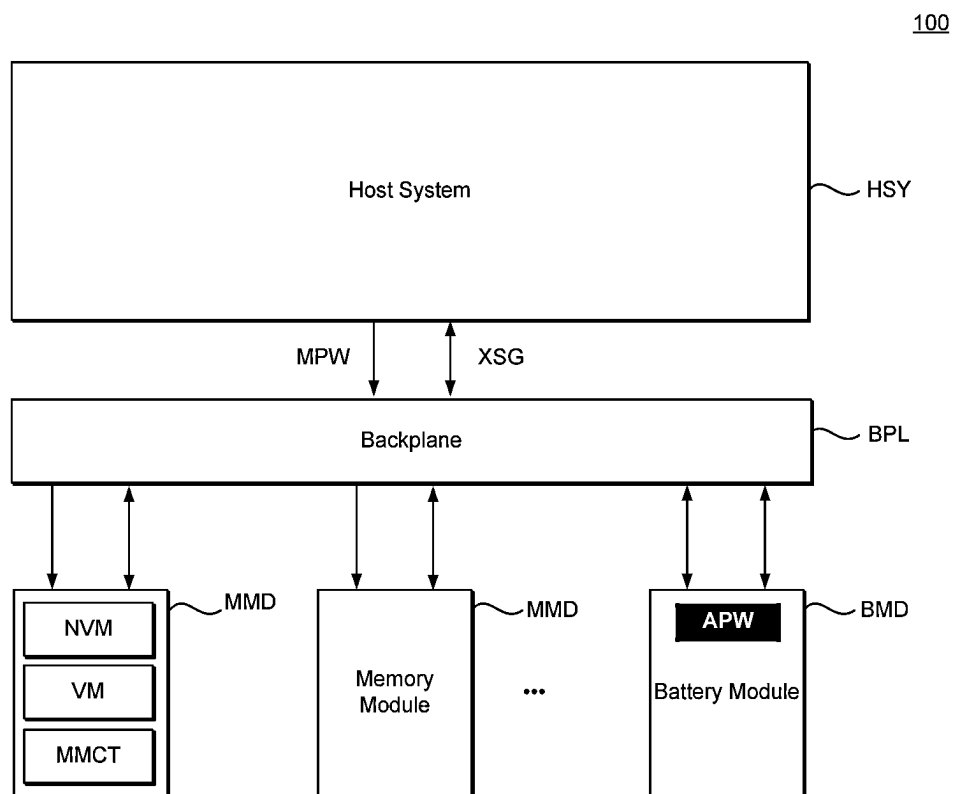 100
Host System
HSY
MPW
XSG
Backplane
BPL
MMD
MMD
BMD
NVM
VM
MMCT
Memory
Module
...
APW
Battery Module